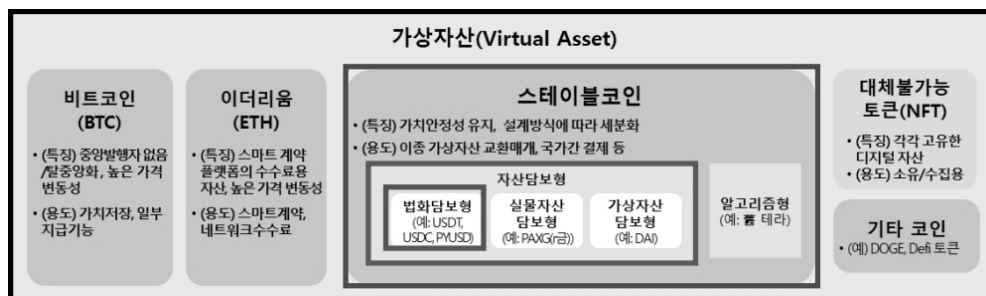 가상자산(Virtual Asset)
비트코인
(BTC)
• (특징) 중앙발행자 없음
/탈중앙화, 높은 가격
변동성
• (용도) 가치저장, 일부
지급기능
이더리움
(ETH)
• (특징) 스마트 계약
플랫폼의 수수료용
자산, 높은 가격 변동성
• (용도) 스마트계약,
네트워크수수료
스테이블코인
• (특징) 가치안정성 유지, 설계방식에 따라 세분화
• (용도) 이종 가상자산 교환매개, 국가간 결제 등
자산담보형
법화담보형
(예: USDT,
USDC, PYUSD)
실물자산
담보형
(예: PAXG(r금))
가상자산
담보형
(예: DAI)
알고리즘형
(예: 舊 테라)
대체불가능
토큰(NFT)
• (특징) 각각 고유한
디지털 자산
• (용도) 소유/수집용
기타 코인
• (예) DOGE, Defi 토큰